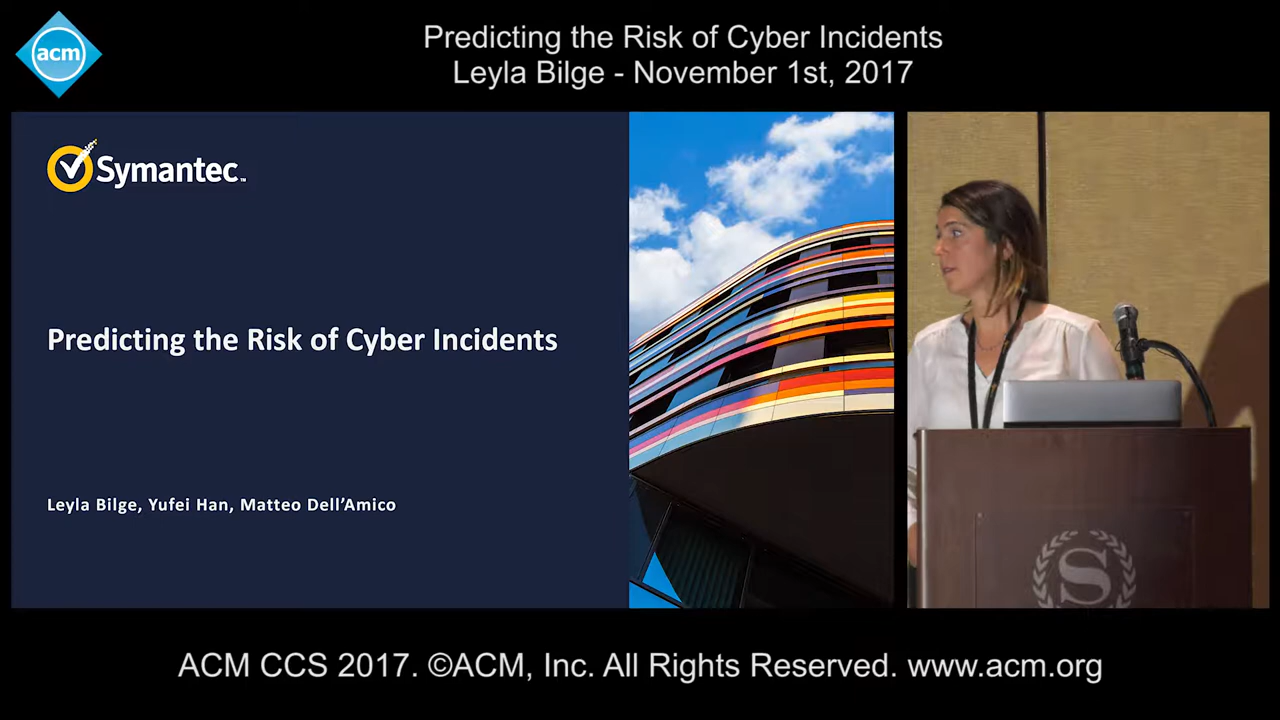 acm
Predicting the Risk of Cyber Incidents
Leyla Bilge - November 1st, 2017
Symantec™
Predicting the Risk of Cyber Incidents
Leyla Bilge, Yufei Han, Matteo Dell'Amico
S
ACM CCS 2017. ©ACM, Inc. All Rights Reserved. www.acm.org